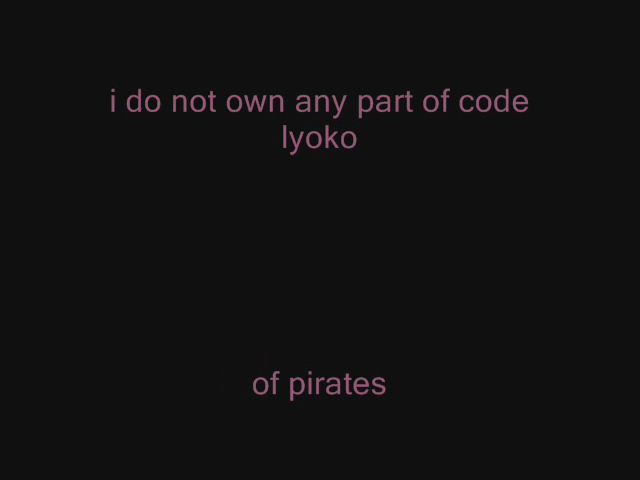 i do not own any part of code
lyoko
of pirates